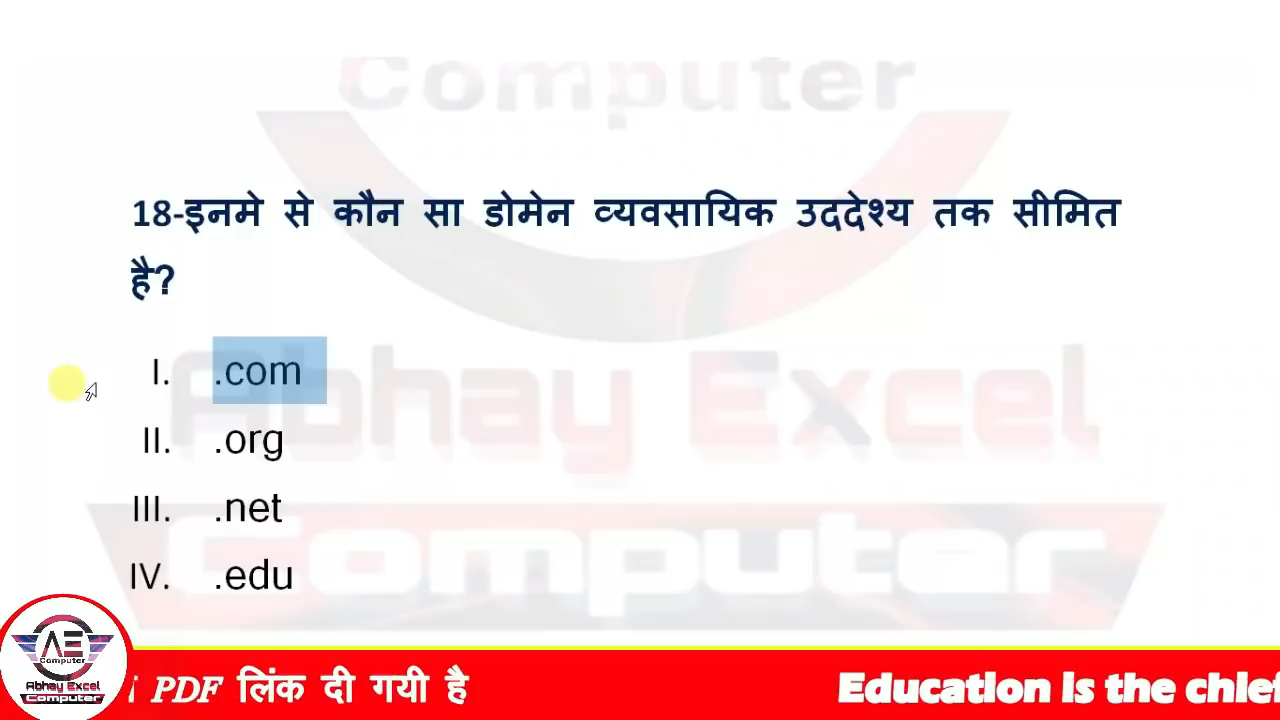 Computer
18-इनमे से कौन सा डोमेन व्यवसायिक उददेश्य तक सीमित
है?
I. .com
II. .org
III. .net
IV. .edu
Abhay Excel
Computer
AE
Computer
Abhay Excel
Computer
PDF लिंक दी गयी है
Education is the chief